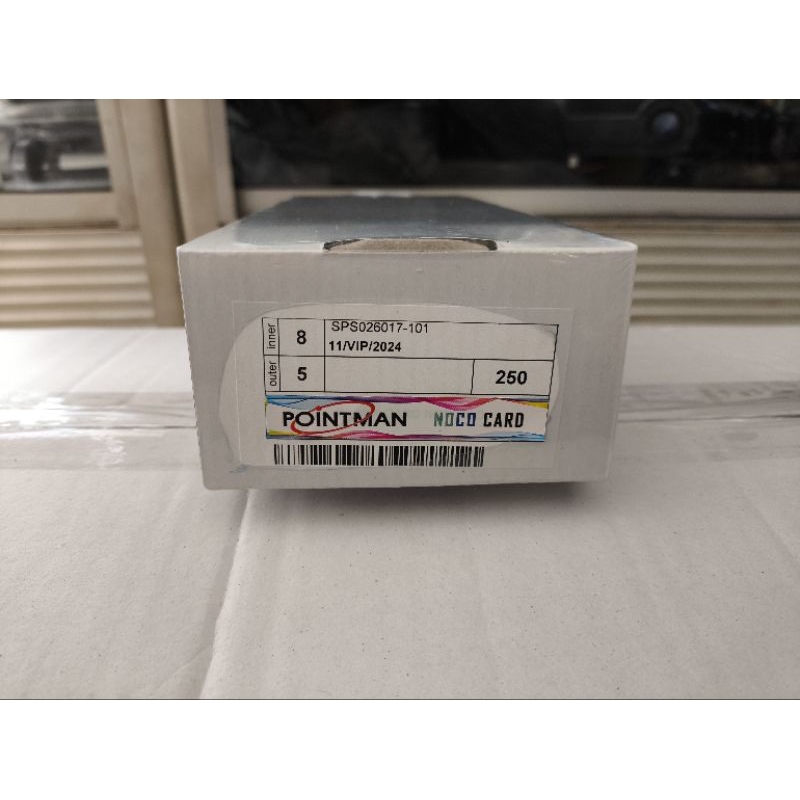 inner 8 SPS026017-101
11/VIP/2024
outer 5 250
POINTMAN NOCO CARD